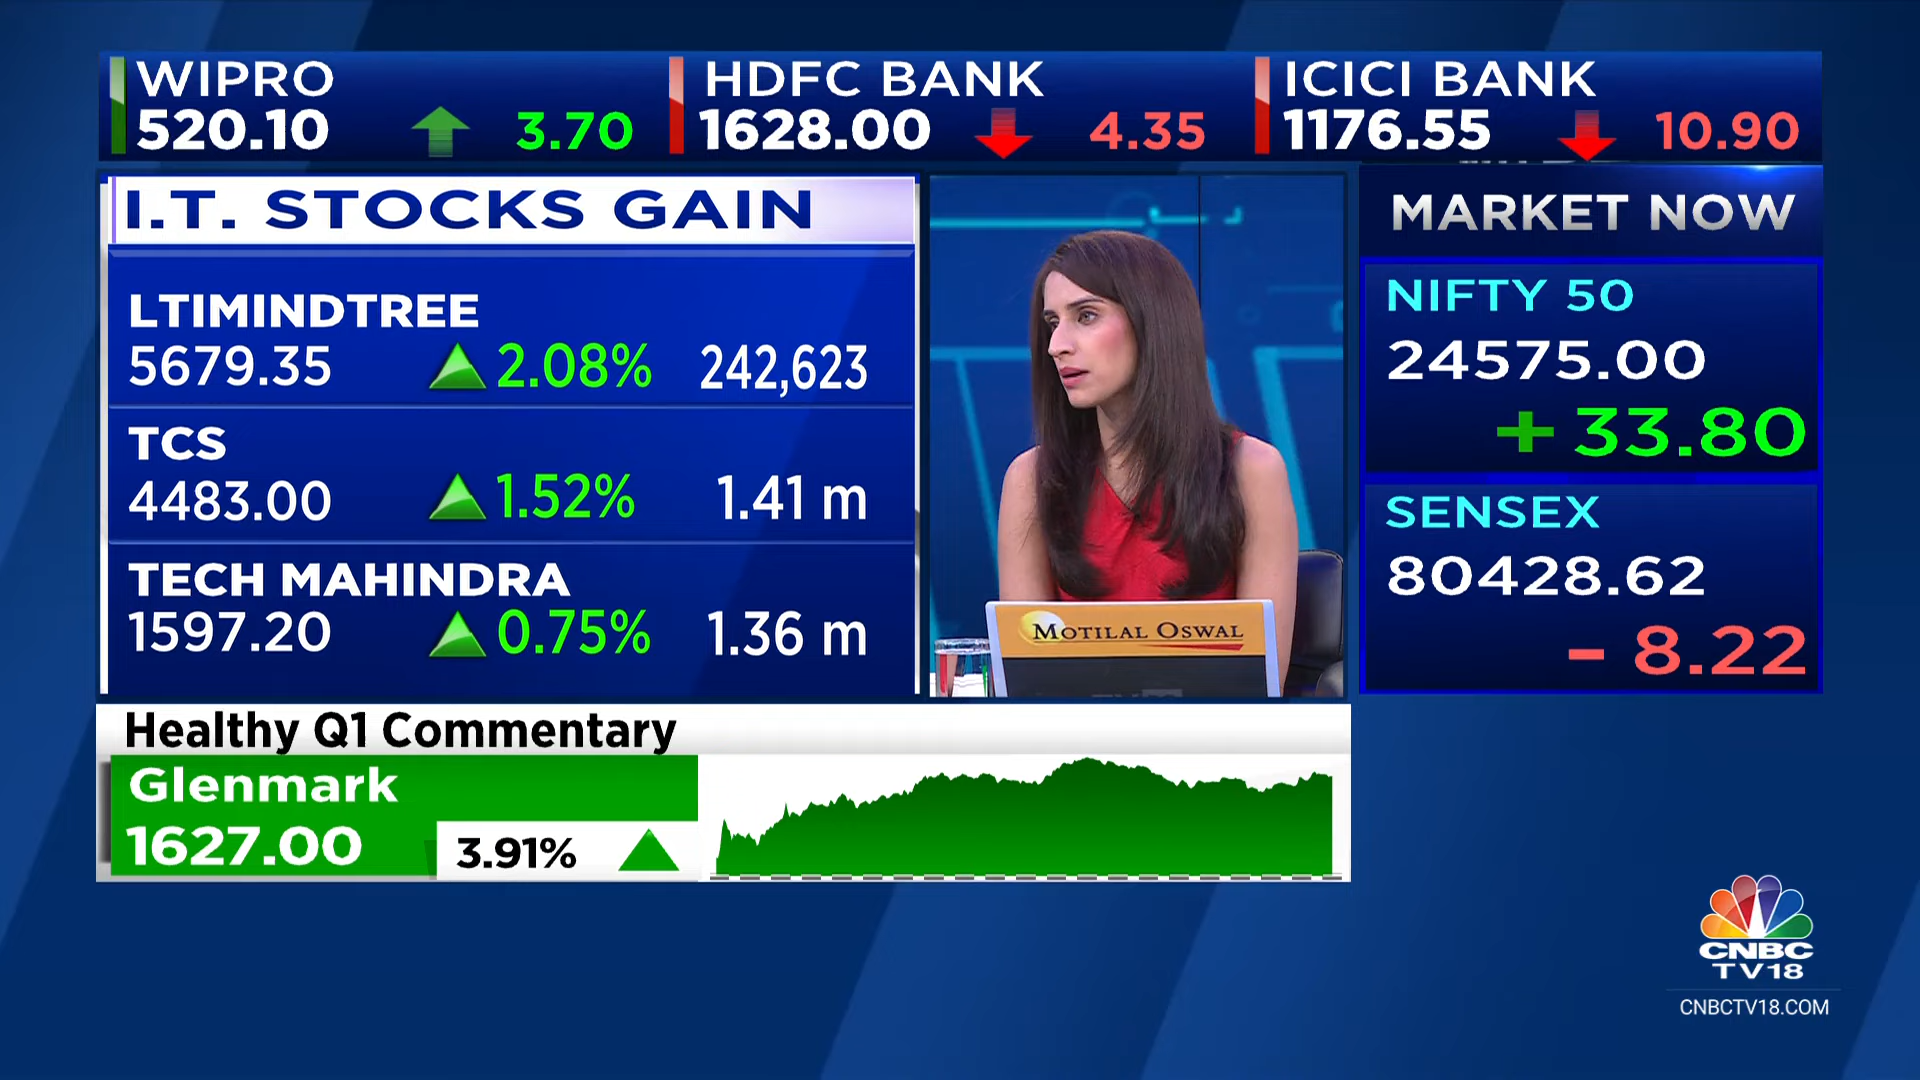 WIPRO
520.10 3.70
HDFC BANK
1628.00 4.35
ICICI BANK
1176.55 10.90
I.T. STOCKS GAIN
LTIMINDTREE
5679.35 2.08% 242,623
TCS
4483.00 1.52% 1.41 m
TECH MAHINDRA
1597.20 0.75% 1.36 m
MOTILAL OSWAL
MARKET NOW
NIFTY 50
24575.00
+ 33.80
SENSEX
80428.62
- 8.22
Healthy Q1 Commentary
Glenmark
1627.00 3.91%
CNBC
TV18
CNBCTV18.COM